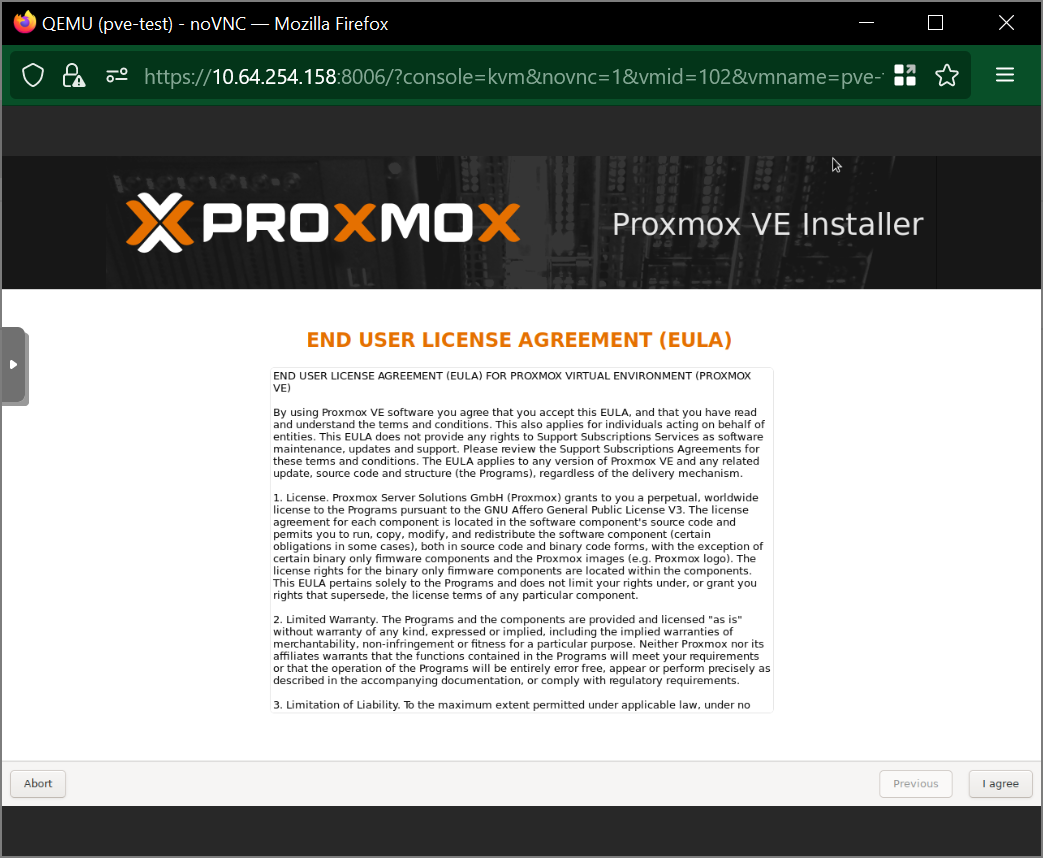 QEMU (pve-test) - noVNC — Mozilla Firefox
https://10.64.254.158:8006/?console=kvm&novnc=1&vmid=102&vmname=pve-
PROXMOX
Proxmox VE Installer
END USER LICENSE AGREEMENT (EULA)
END USER LICENSE AGREEMENT (EULA) FOR PROXMOX VIRTUAL ENVIRONMENT (PROXMOX
VE)
By using Proxmox VE software you agree that you accept this EULA, and that you have read
and understand the terms and conditions. This also applies for individuals acting on behalf of
entities. This EULA does not provide any rights to Support Subscriptions Services as software
maintenance, updates and support. Please review the Support Subscriptions Agreements for
these terms and conditions. The EULA applies to any version of Proxmox VE and any related
update, source code and structure (the Programs), regardless of the delivery mechanism.
1. License. Proxmox Server Solutions GmbH (Proxmox) grants to you a perpetual, worldwide
license to the Programs pursuant to the GNU Affero General Public License V3. The license
agreement for each component is located in the software component's source code and
permits you to run, copy, modify, and redistribute the software component (certain
obligations in some cases), both in source code and binary code forms, with the exception of
certain binary only firmware components and the Proxmox images (e.g. Proxmox logo). The
license rights for the binary only firmware components are located within the components.
This EULA pertains solely to the Programs and does not limit your rights under, or grant you
rights that supersede, the license terms of any particular component.
2. Limited Warranty. The Programs and the components are provided and licensed "as is"
without warranty of any kind, expressed or implied, including the implied warranties of
merchantability, non-infringement or fitness for a particular purpose. Neither Proxmox nor its
affiliates warrants that the functions contained in the Programs will meet your requirements
or that the operation of the Programs will be entirely error free, appear or perform precisely as
described in the accompanying documentation, or comply with regulatory requirements.
3. Limitation of Liability. To the maximum extent permitted under applicable law, under no
Abort
Previous
I agree